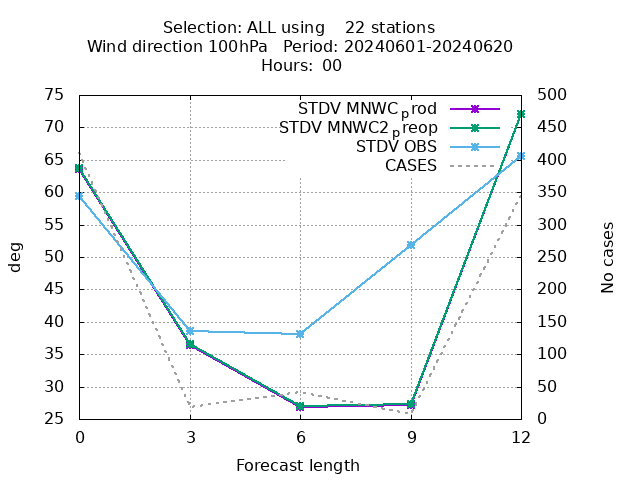 Selection: ALL using    22 stations
Wind direction 100hPa   Period: 20240601-20240620
Hours: 00
75 500
STDV MNWCprod
70 450
STDV MNWC2preop
STDV OBS
65 400
CASES
60 350
55 300
50 250
deg
No cases
45 200
40 150
35 100
30 50
25 0
0 3 6 9 12
Forecast length